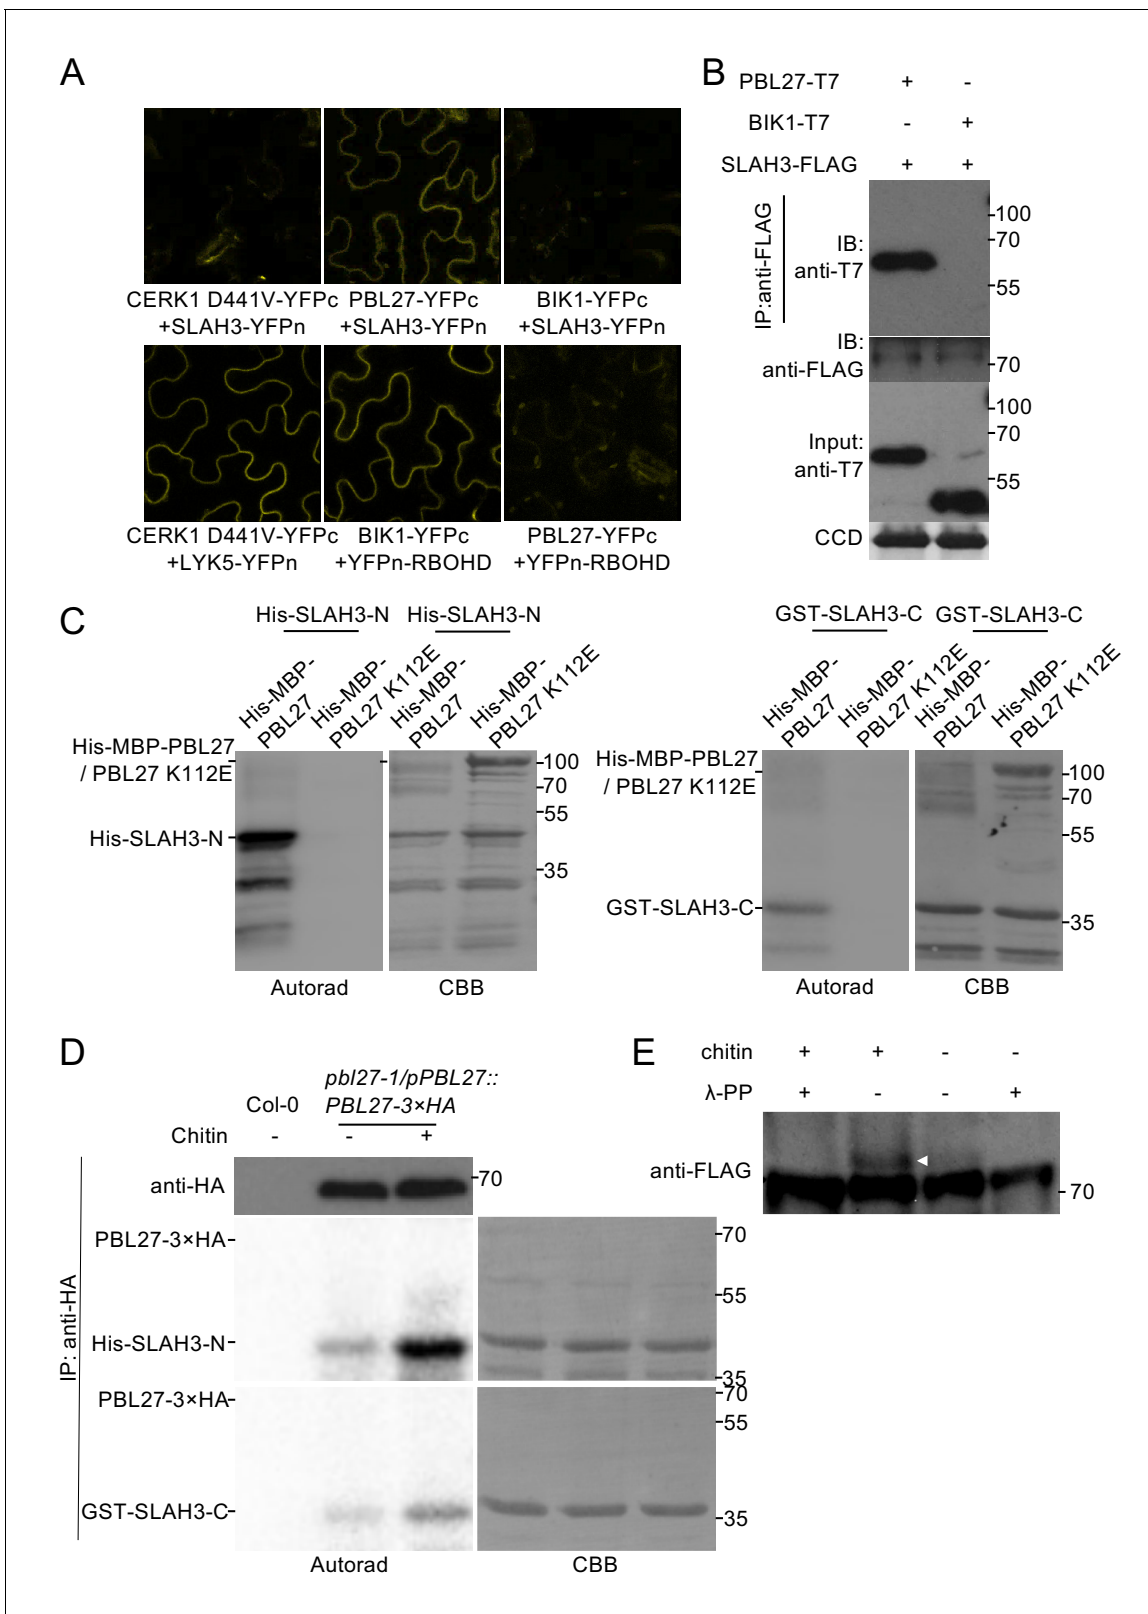 A
CERK1 D441V-YFPc
+SLAH3-YFPn
PBL27-YFPc
+SLAH3-YFPn
BIK1-YFPc
+SLAH3-YFPn
CERK1 D441V-YFPc
+LYK5-YFPn
BIK1-YFPc
+YFPn-RBOHD
PBL27-YFPc
+YFPn-RBOHD
B
PBL27-T7 + -
BIK1-T7 - +
SLAH3-FLAG + +
IP:anti-FLAG
IB:
anti-T7
-100
-70
-55
IB:
anti-FLAG
-70
Input:
anti-T7
-100
-70
-55
CCD
C
His-SLAH3-N His-SLAH3-N
His-MBP-
PBL27
His-MBP-
PBL27 K112E
His-MBP-
PBL27
His-MBP-
PBL27 K112E
His-MBP-PBL27
/ PBL27 K112E
His-SLAH3-N
-100
-70
-55
-35
Autorad CBB
GST-SLAH3-C GST-SLAH3-C
His-MBP-
PBL27
His-MBP-
PBL27 K112E
His-MBP-
PBL27
His-MBP-
PBL27 K112E
His-MBP-PBL27
/ PBL27 K112E
GST-SLAH3-C
-100
-70
-55
-35
Autorad CBB
D
Col-0
pbl27-1/pPBL27::
PBL27-3×HA
Chitin - - +
IP: anti-HA
anti-HA
-70
PBL27-3×HA-
His-SLAH3-N-
-70
-55
-35
PBL27-3×HA-
GST-SLAH3-C-
-70
-55
-35
Autorad CBB
E
chitin + + - -
λ-PP + - - +
anti-FLAG
-70